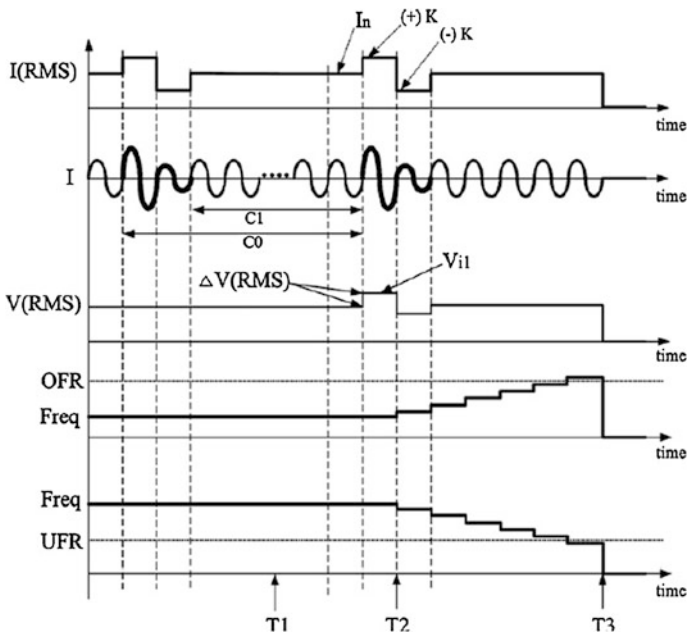 In
(+) K
(-) K
I(RMS)
time
I
time
C1
C0
Vi1
△V(RMS)
V(RMS)
time
OFR
Freq
time
Freq
UFR
time
T1
T2
T3